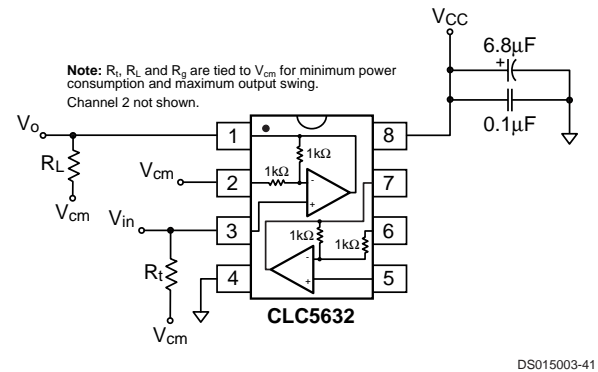 VCC
6.8µF
+
0.1µF
Note: Rt, RL and Rg are tied to Vcm for minimum power
consumption and maximum output swing.
Channel 2 not shown.
Vo
1
8
1kΩ
RL
Vcm
2
1kΩ
-
7
Vcm
+
Vin
3
1kΩ
1kΩ
6
Rt
4
-
+
5
CLC5632
Vcm
DS015003-41